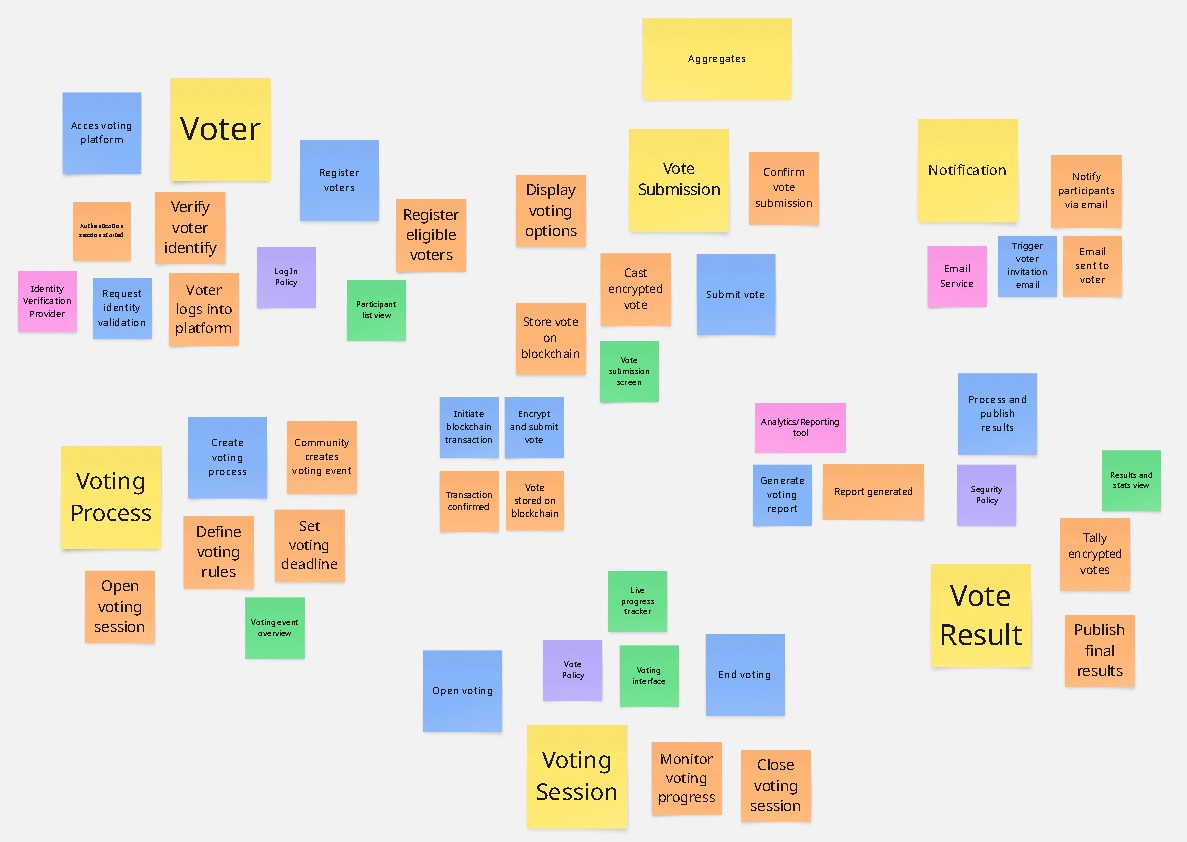 Aggregates
Acces voting
platform
Voter
Register
voters
Authentication
session started
Verify
voter
identify
Register
eligible
voters
Identity
Verification
Provider
Request
identity
validation
Voter
logs into
platform
Log In
Policy
Participant
list view
Vote
Submission
Confirm
vote
submission
Display
voting
options
Cast
encrypted
vote
Submit vote
Store vote
on
blockchain
Vote
submission
screen
Initiate
blockchain
transaction
Encrypt
and submit
vote
Transaction
confirmed
Vote
stored on
blockchain
Notification
Notify
participants
via email
Email
Service
Trigger
voter
invitation
email
Email
sent to
voter
Voting
Process
Create
voting
process
Community
creates
voting event
Define
voting
rules
Set
voting
deadline
Open
voting
session
Voting event
overview
Analytics/Reporting
tool
Process and
publish
results
Generate
voting
report
Report generated
Segurity
Policy
Results and
stats view
Tally
encrypted
votes
Vote
Result
Publish
final
results
Live
progress
tracker
Open voting
Vote
Policy
Voting
interface
End voting
Voting
Session
Monitor
voting
progress
Close
voting
session